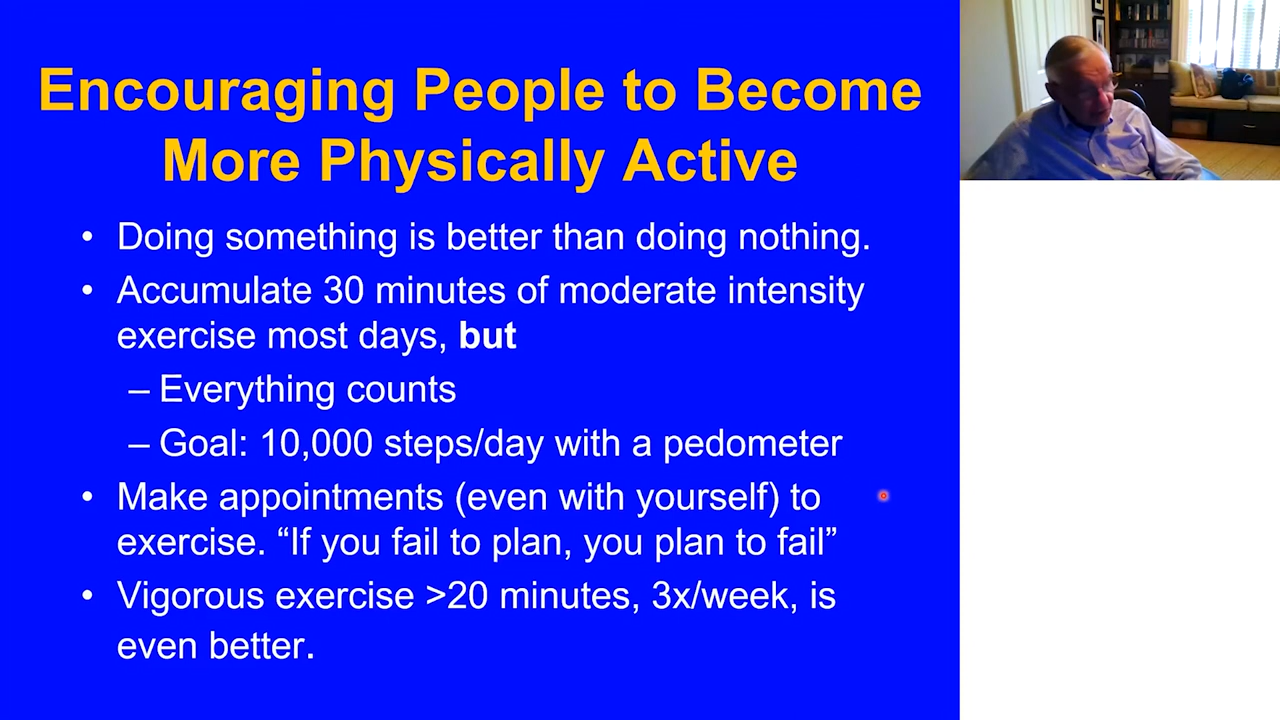 Encouraging People to Become
More Physically Active
• Doing something is better than doing nothing.
• Accumulate 30 minutes of moderate intensity
exercise most days, but
– Everything counts
– Goal: 10,000 steps/day with a pedometer
• Make appointments (even with yourself) to
exercise. “If you fail to plan, you plan to fail”
• Vigorous exercise >20 minutes, 3x/week, is
even better.